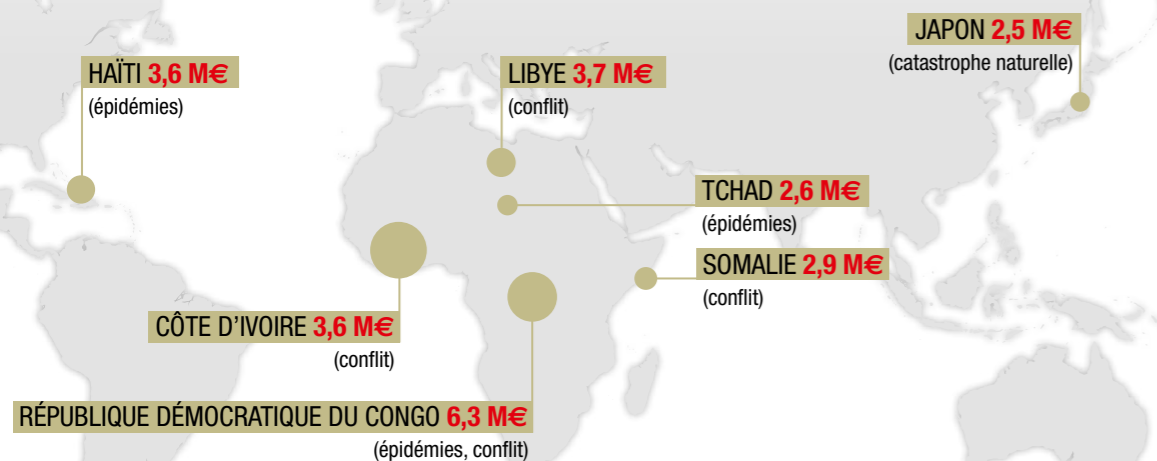 JAPON 2,5 M€
(catastrophe naturelle)
HAÏTI 3,6 M€
(épidémies)
LIBYE 3,7 M€
(conflit)
TCHAD 2,6 M€
(épidémies)
SOMALIE 2,9 M€
(conflit)
CÔTE D’IVOIRE 3,6 M€
(conflit)
RÉPUBLIQUE DÉMOCRATIQUE DU CONGO 6,3 M€
(épidémies, conflit)